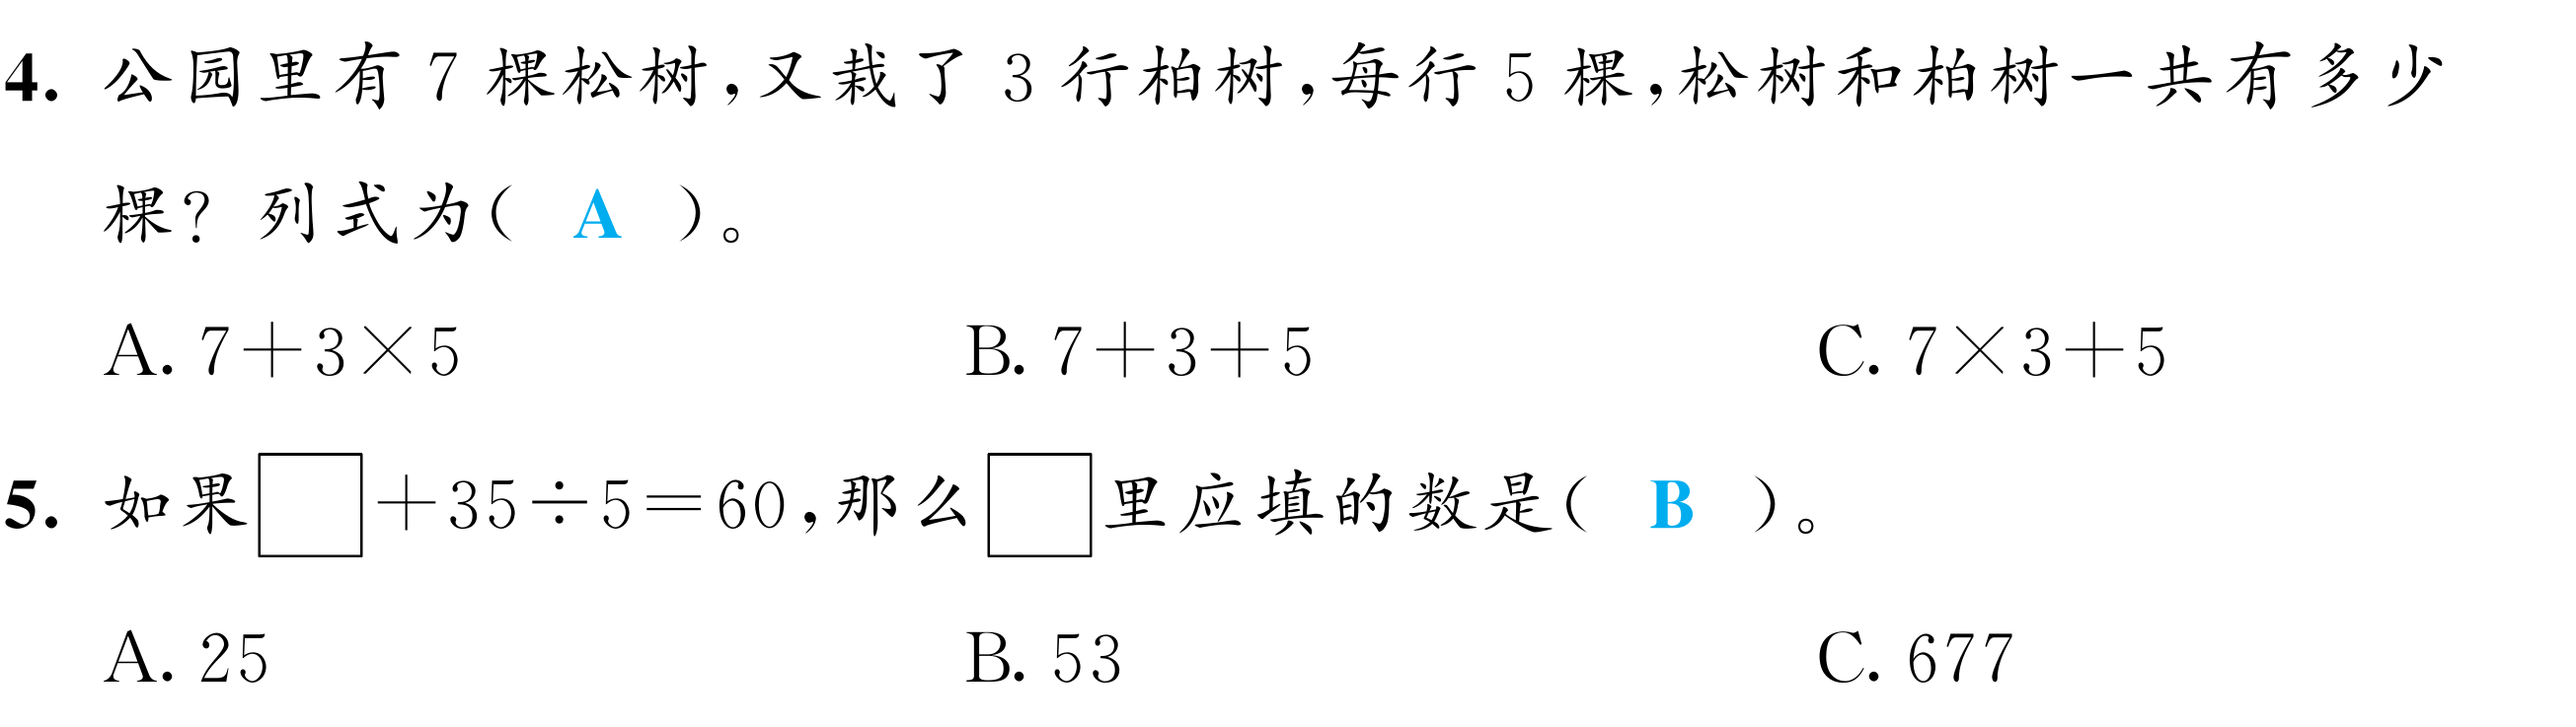 4. 公园里有 7 棵松树,又栽了 3 行柏树,每行 5 棵,松树和柏树一共有多少
棵? 列式为( A )。
A. 7+3×5 B. 7+3+5 C. 7×3+5
5. 如果□+35÷5=60,那么□里应填的数是( B )。
A. 25 B. 53 C. 677